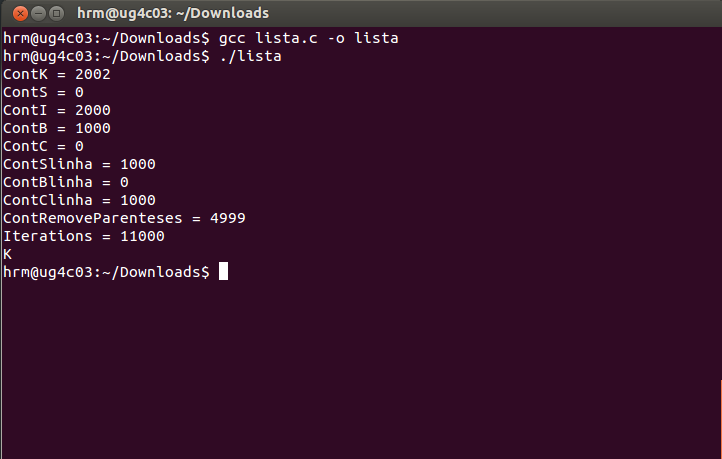 hrm@ug4c03: ~/Downloads
hrm@ug4c03:~/Downloads$ gcc lista.c -o lista
hrm@ug4c03:~/Downloads$ ./lista
ContK = 2002
ContS = 0
ContI = 2000
ContB = 1000
ContC = 0
ContSlinha = 1000
ContBlinha = 0
ContClinha = 1000
ContRemoveParenteses = 4999
Iterations = 11000
K
hrm@ug4c03:~/Downloads$